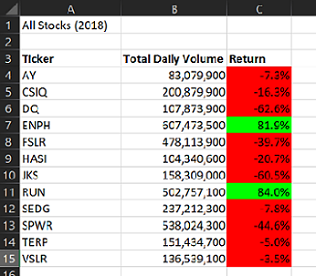 A B C
1 All Stocks (2018)
2
3 Ticker Total Daily Volume Return
4 AY 83,079,900 -7.3%
5 CSIQ 200,879,900 -16.3%
6 DQ 107,873,900 -62.6%
7 ENPH 607,473,500 81.9%
8 FSLR 478,113,900 -39.7%
9 HASI 104,340,600 -20.7%
10 JKS 158,309,000 -60.5%
11 RUN 502,757,100 84.0%
12 SEDG 237,212,300 -7.8%
13 SPWR 538,024,300 -44.6%
14 TERP 151,434,700 -5.0%
15 VSLR 136,539,100 -3.5%